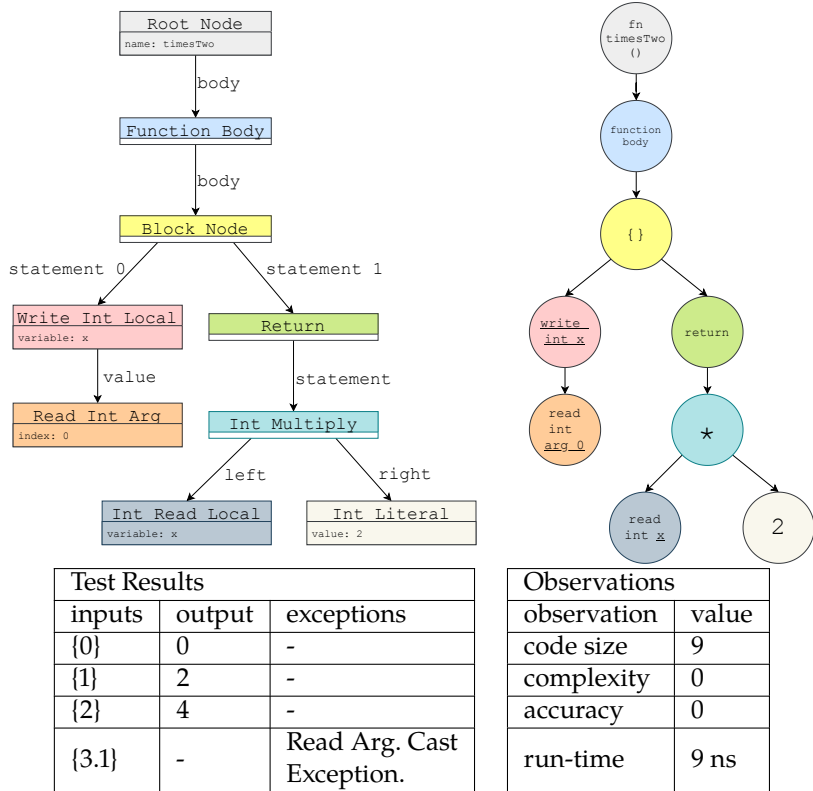 Root Node
name: timesTwo
body
Function Body
body
Block Node
statement 0
statement 1
Write Int Local
variable: x
Return
value
statement
Read Int Arg
index: 0
Int Multiply
left
right
Int Read Local
variable: x
Int Literal
value: 2
fn
timesTwo
()
function
body
{}
write
int x
return
read
int
arg 0
*
read
int x
2
Test Results
inputs output exceptions
{0} 0 -
{1} 2 -
{2} 4 -
{3.1} - Read Arg. Cast
Exception.
Observations
observation value
code size 9
complexity 0
accuracy 0
run-time 9 ns